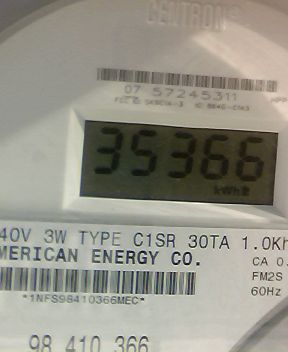 CENTRON®
07 57245311
35366
kWh
40V 3W TYPE C1SR 30TA 1.0Kh
MERICAN ENERGY CO.
CA 0.
FM2S
60Hz
*1NFS98410366MEC*
98 410 366